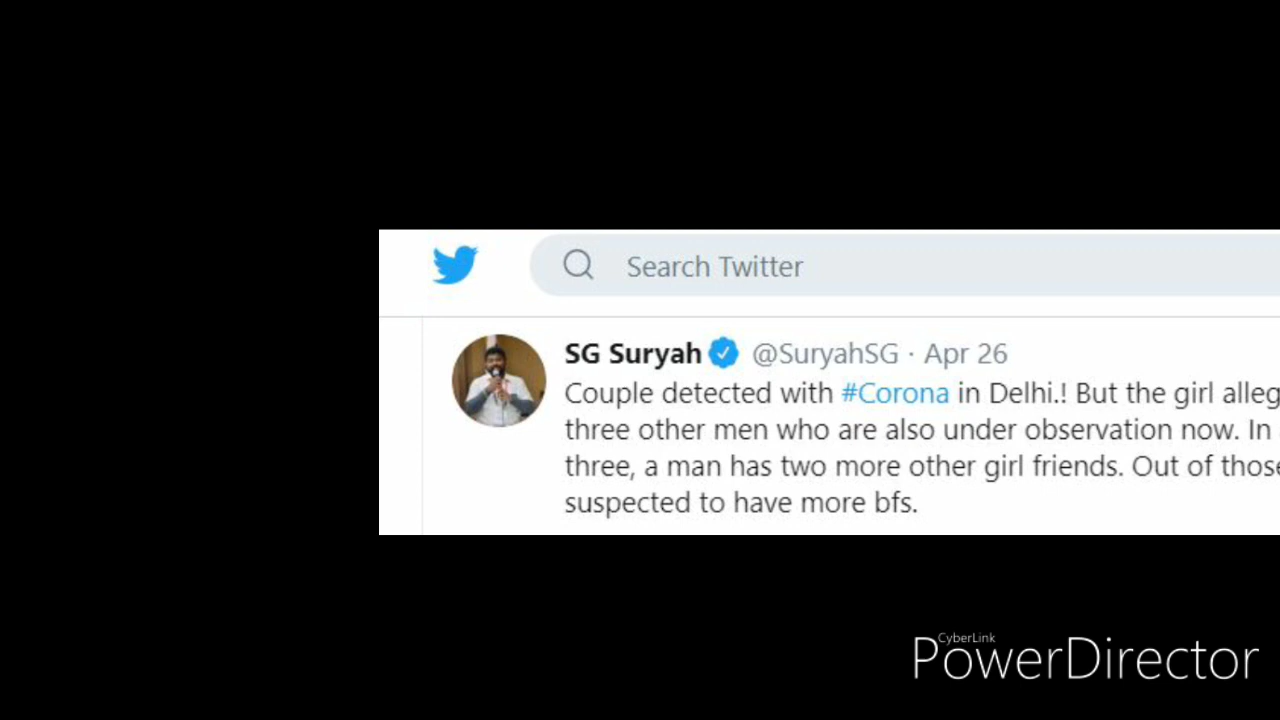 Search Twitter
SG Suryah @SuryahSG · Apr 26
Couple detected with #Corona in Delhi.! But the girl
three other men who are also under observation now. In
three, a man has two more other girl friends. Out of
suspected to have more bfs.
CyberLink
PowerDirector